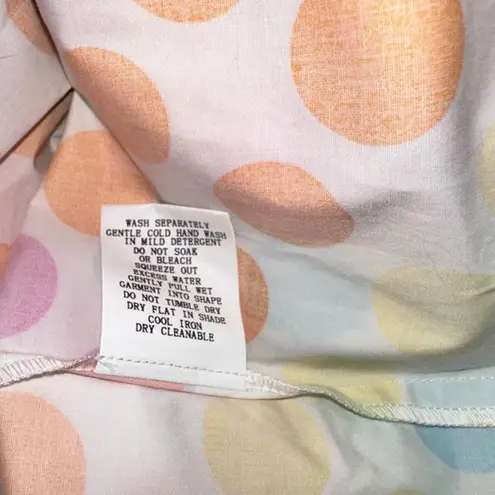 WASH SEPARATELY
GENTLE COLD HAND WASH
IN MILD DETERGENT
DO NOT SOAK
OR BLEACH
SQUEEZE OUT
EXCESS WATER
GENTLY PULL WET
GARMENT INTO SHAPE
DO NOT TUMBLE DRY
DRY FLAT IN SHADE
COOL IRON
DRY CLEANABLE